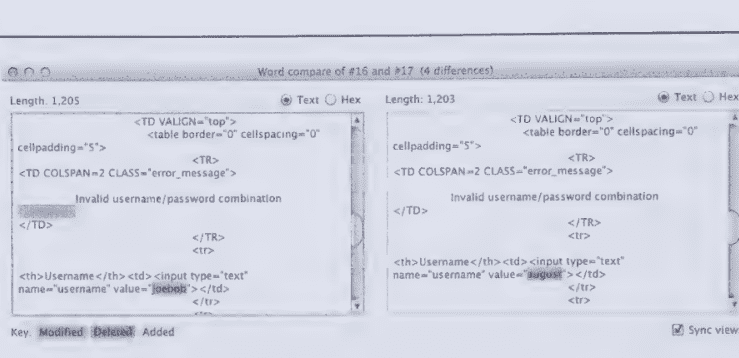 Word compare of #16 and #17 (4 differences)
Length: 1,205
Text Hex
<TD VALIGN="top">
<table border="0" cellspacing="0"
cellpadding="5">
<TR>
<TD COLSPAN=2 CLASS="error_message">
Invalid username/password combination
</TD>
</TR>
<tr>
<th>Username</th><td><input type="text"
name="username" value="joebob"></td>
</tr>
Length: 1,203
Text Hex
<TD VALIGN="top">
<table border="0" cellspacing="0"
cellpadding="5">
<TR>
<TD COLSPAN=2 CLASS="error_message">
Invalid username/password combination
</TD>
</TR>
<tr>
<th>Username</th><td><input type="text"
name="username" value="august"></td>
</tr>
<tr>
Key: Modified Deleted Added
Sync view